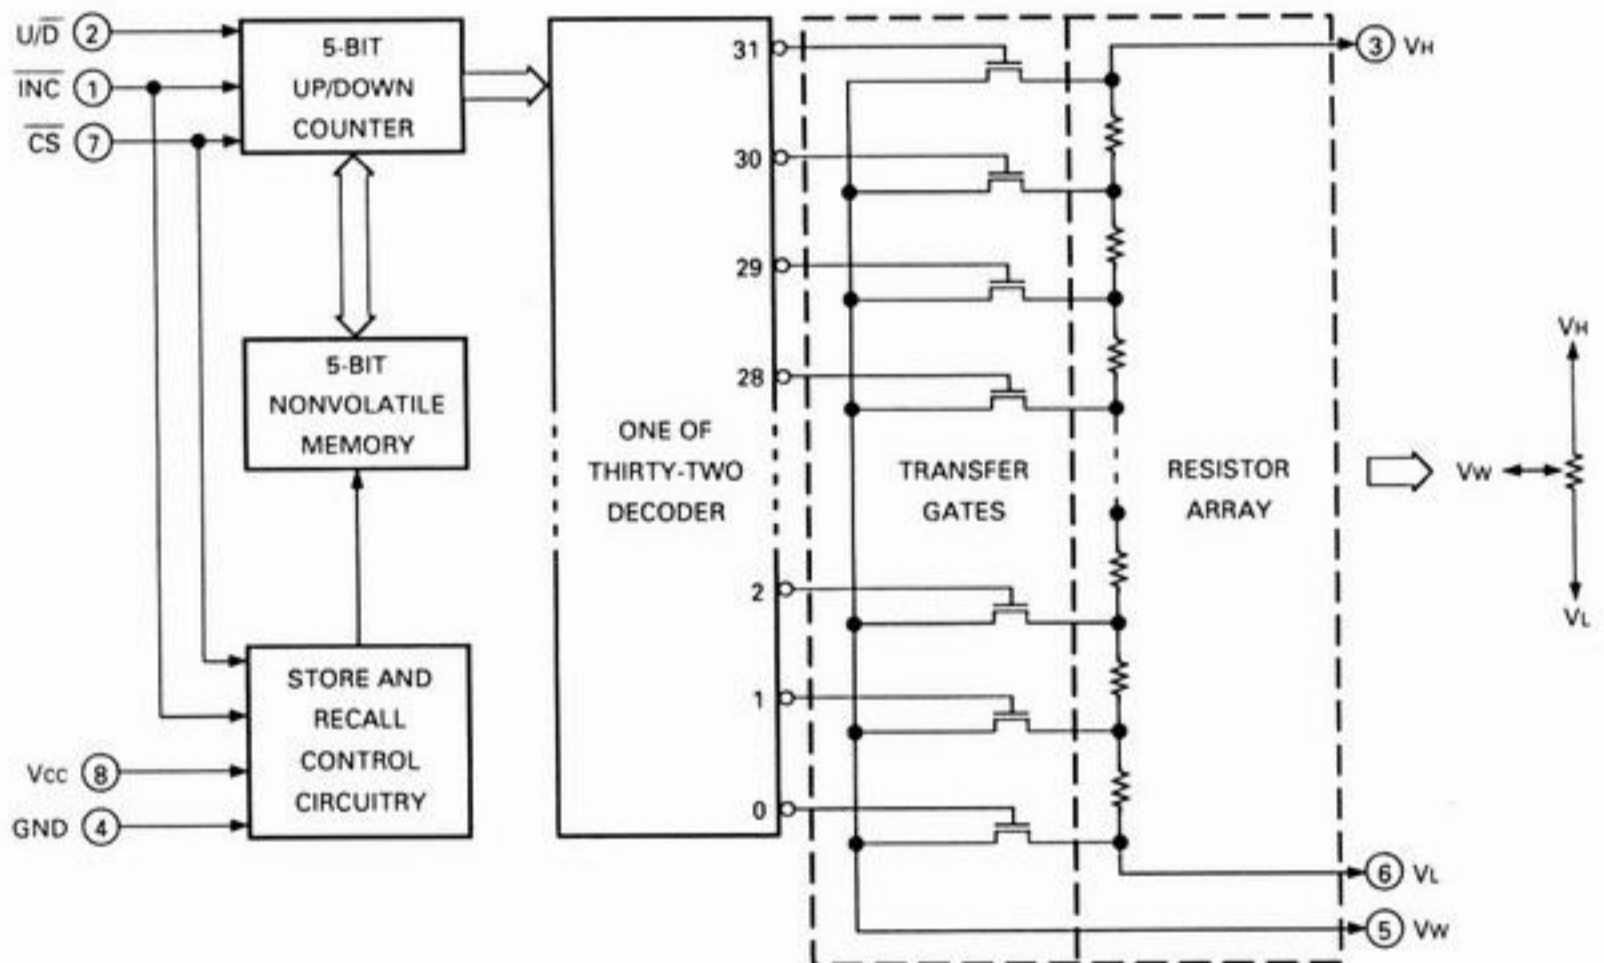 U/D̅ 2
I̅N̅C̅ 1
C̅S̅ 7
5-BIT
UP/DOWN
COUNTER
5-BIT
NONVOLATILE
MEMORY
STORE AND
RECALL
CONTROL
CIRCUITRY
Vcc 8
GND 4
31
30
29
28
ONE OF
THIRTY-TWO
DECODER
2
1
0
TRANSFER
GATES
RESISTOR
ARRAY
3 VH
6 VL
5 VW
VH
VW
VL